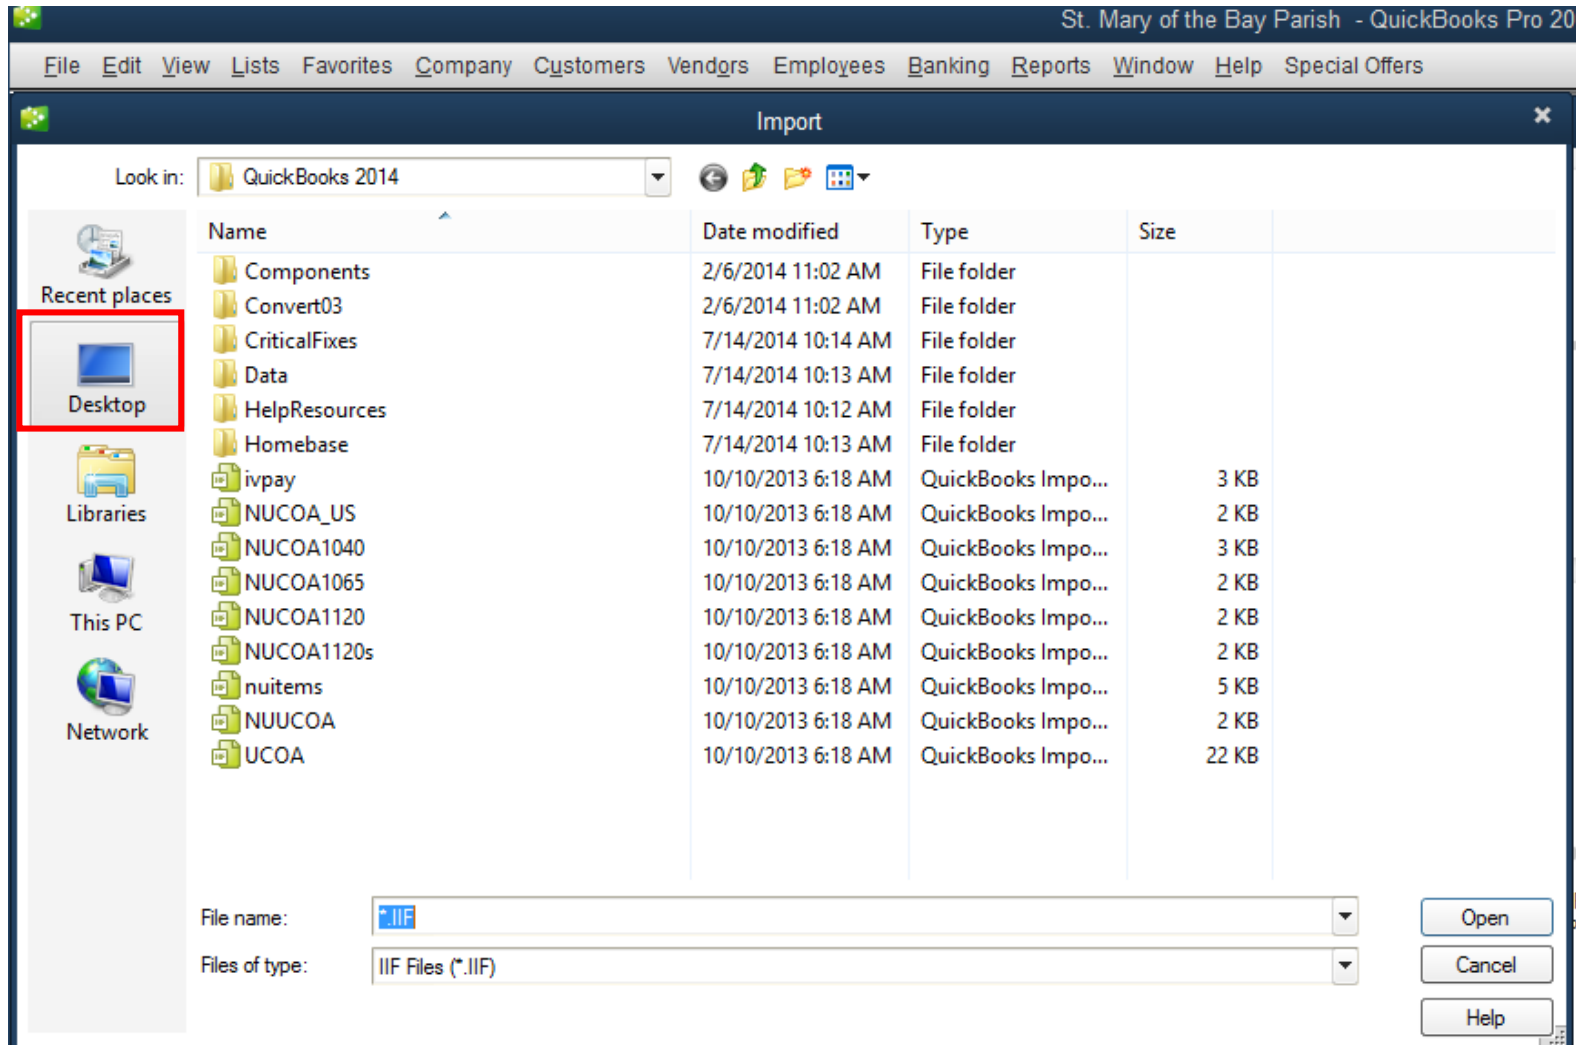 St. Mary of the Bay Parish - QuickBooks Pro 20
File Edit View Lists Favorites Company Customers Vendors Employees Banking Reports Window Help Special Offers
Import
Look in: QuickBooks 2014
Name Date modified Type Size
Recent places
Desktop
Libraries
This PC
Network
Components 2/6/2014 11:02 AM File folder
Convert03 2/6/2014 11:02 AM File folder
CriticalFixes 7/14/2014 10:14 AM File folder
Data 7/14/2014 10:13 AM File folder
HelpResources 7/14/2014 10:12 AM File folder
Homebase 7/14/2014 10:13 AM File folder
ivpay 10/10/2013 6:18 AM QuickBooks Impo... 3 KB
NUCOA_US 10/10/2013 6:18 AM QuickBooks Impo... 2 KB
NUCOA1040 10/10/2013 6:18 AM QuickBooks Impo... 3 KB
NUCOA1065 10/10/2013 6:18 AM QuickBooks Impo... 2 KB
NUCOA1120 10/10/2013 6:18 AM QuickBooks Impo... 2 KB
NUCOA1120s 10/10/2013 6:18 AM QuickBooks Impo... 2 KB
nuitems 10/10/2013 6:18 AM QuickBooks Impo... 5 KB
NUUCOA 10/10/2013 6:18 AM QuickBooks Impo... 2 KB
UCOA 10/10/2013 6:18 AM QuickBooks Impo... 22 KB
File name: *.IIF Open
Files of type: IIF Files (*.IIF) Cancel
Help